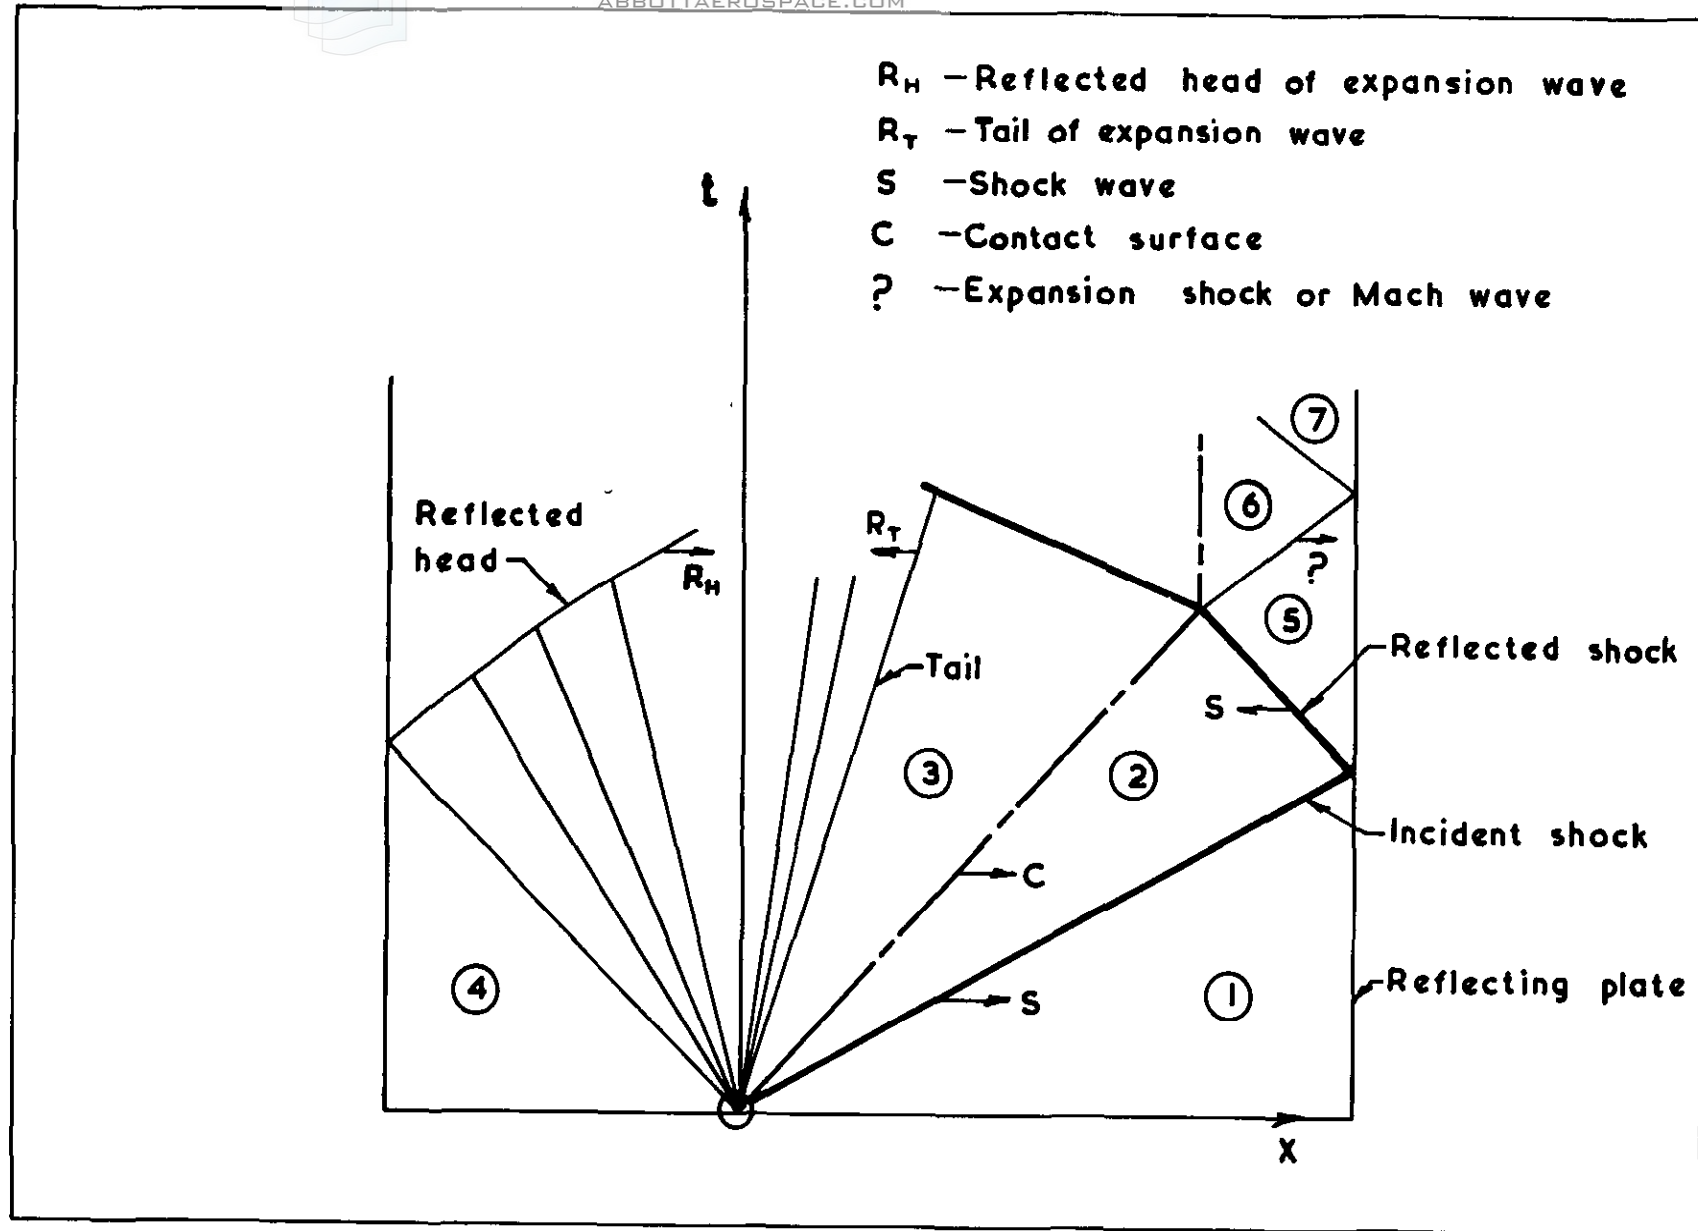 ABBOTTAEROSPACE.COM
R_H - Reflected head of expansion wave
R_T - Tail of expansion wave
S - Shock wave
C - Contact surface
? - Expansion shock or Mach wave
t
7
Reflected
head
R_H
R_T
6
?
5
Reflected shock
Tail
S
3
2
Incident shock
C
4
S
1
Reflecting plate
X